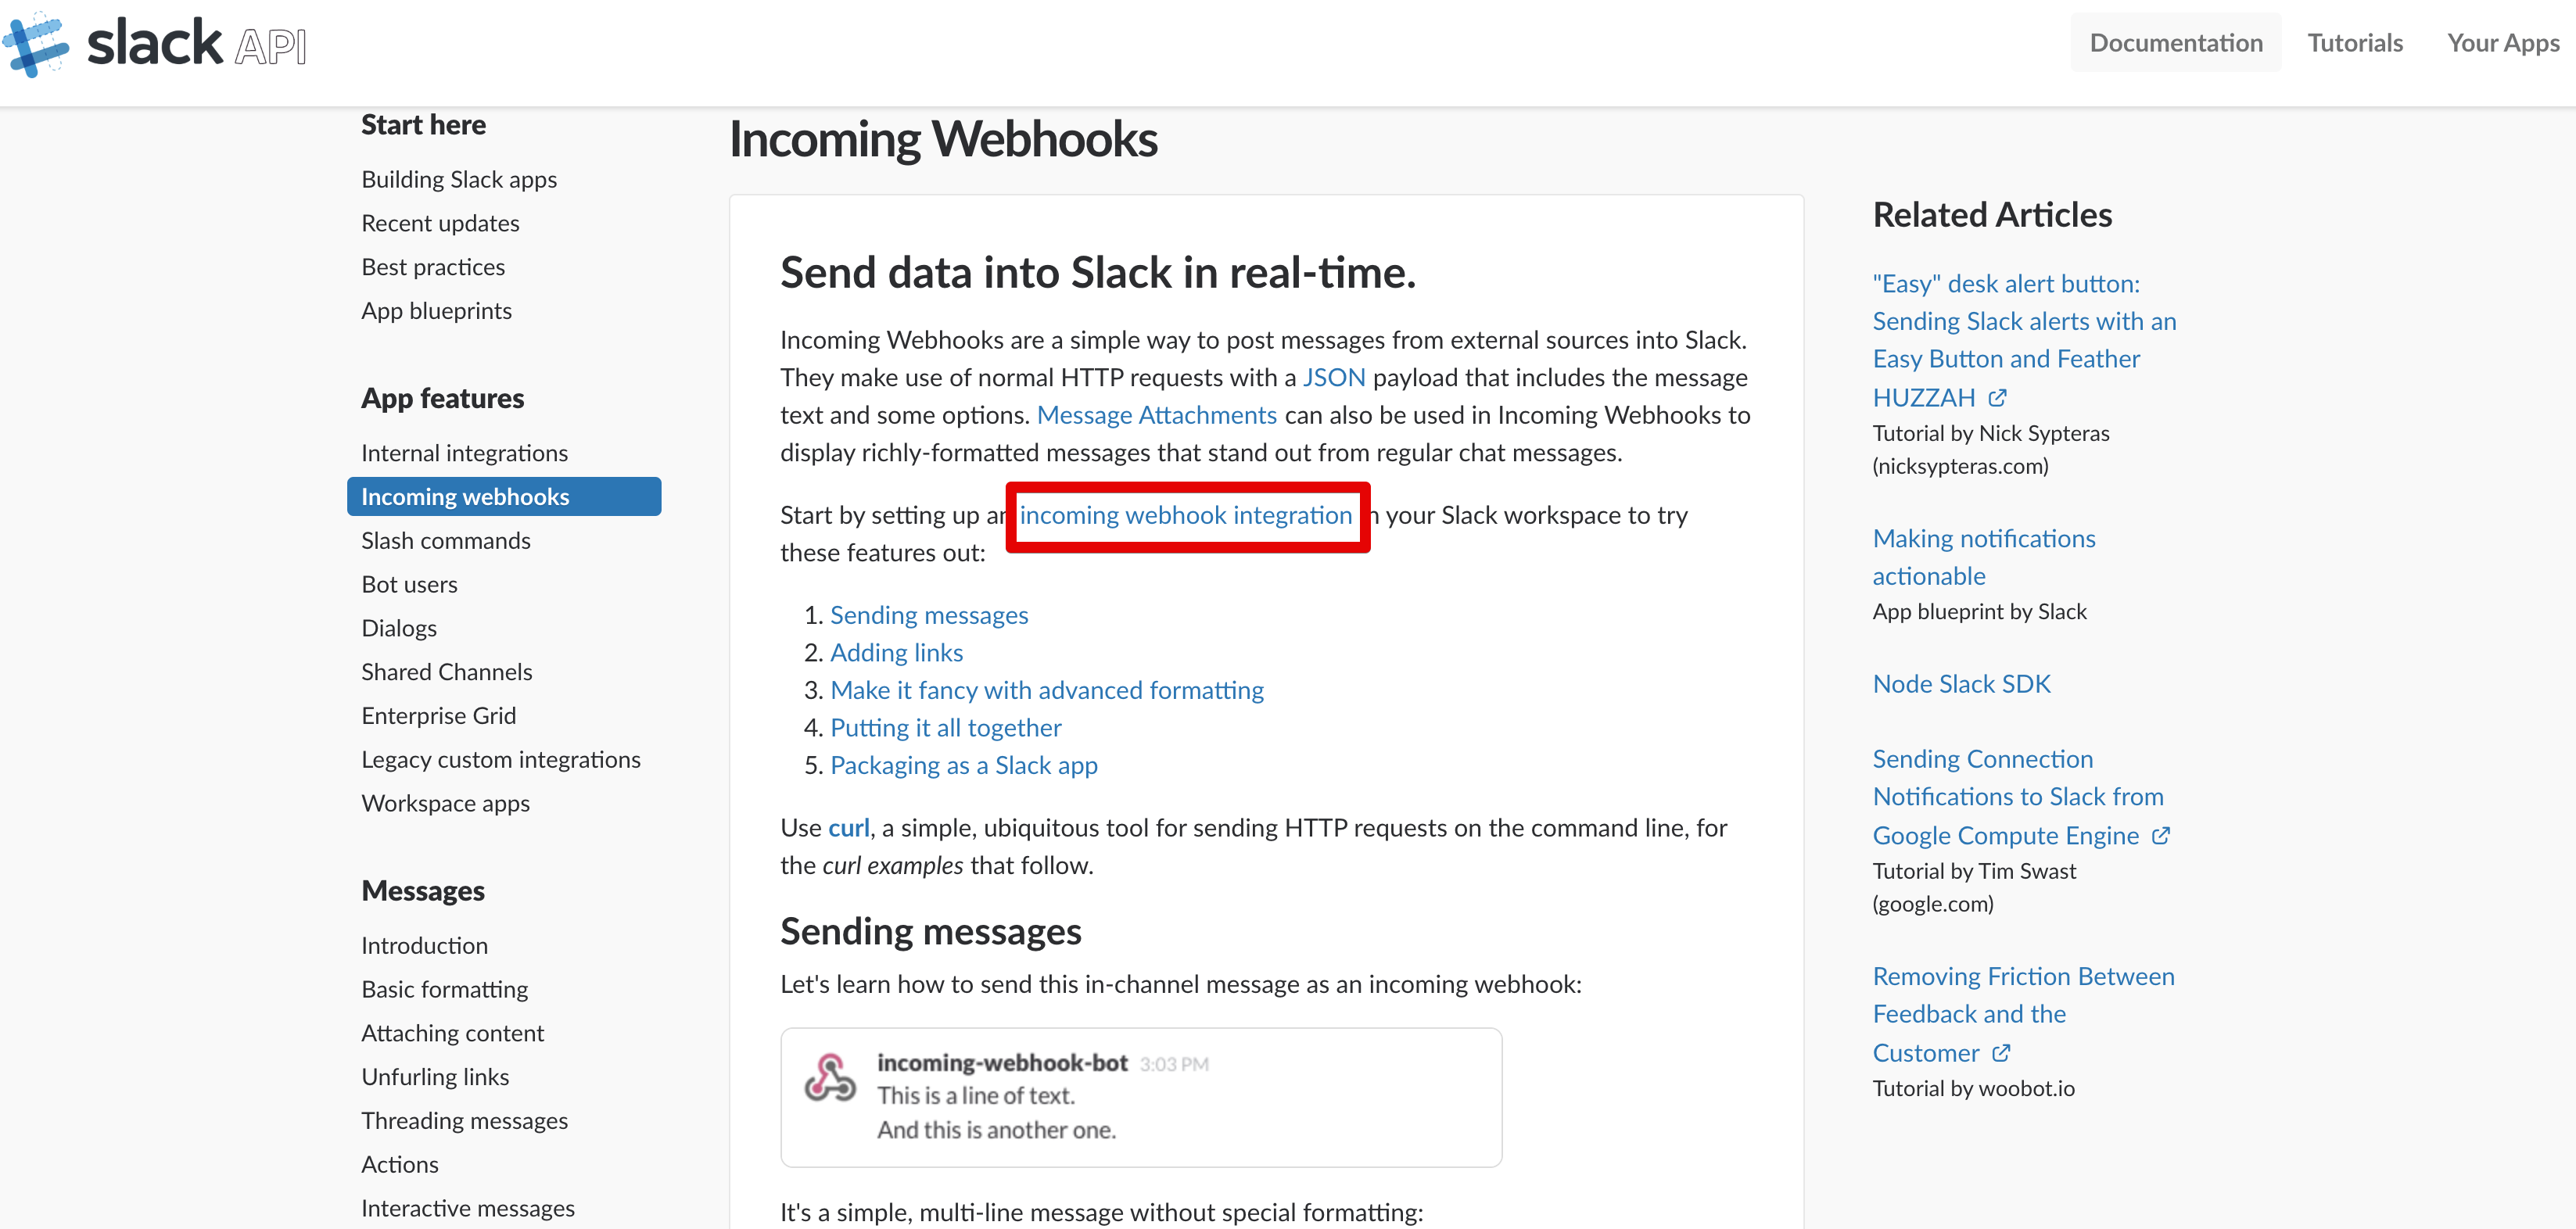 slack API
Documentation
Tutorials
Your Apps
Start here
Building Slack apps
Recent updates
Best practices
App blueprints
App features
Internal integrations
Incoming webhooks
Slash commands
Bot users
Dialogs
Shared Channels
Enterprise Grid
Legacy custom integrations
Workspace apps
Messages
Introduction
Basic formatting
Attaching content
Unfurling links
Threading messages
Actions
Interactive messages
Incoming Webhooks
Send data into Slack in real-time.
Incoming Webhooks are a simple way to post messages from external sources into Slack.
They make use of normal HTTP requests with a JSON payload that includes the message
text and some options. Message Attachments can also be used in Incoming Webhooks to
display richly-formatted messages that stand out from regular chat messages.
Start by setting up incoming webhook integration your Slack workspace to try
these features out:
1. Sending messages
2. Adding links
3. Make it fancy with advanced formatting
4. Putting it all together
5. Packaging as a Slack app
Use curl, a simple, ubiquitous tool for sending HTTP requests on the command line, for
the curl examples that follow.
Sending messages
Let's learn how to send this in-channel message as an incoming webhook:
incoming-webhook-bot 3:03 PM
This is a line of text.
And this is another one.
It's a simple, multi-line message without special formatting:
Related Articles
"Easy" desk alert button:
Sending Slack alerts with an
Easy Button and Feather
HUZZAH
Tutorial by Nick Sypteras
(nicksypteras.com)
Making notifications
actionable
App blueprint by Slack
Node Slack SDK
Sending Connection
Notifications to Slack from
Google Compute Engine
Tutorial by Tim Swast
(google.com)
Removing Friction Between
Feedback and the
Customer
Tutorial by woobot.io